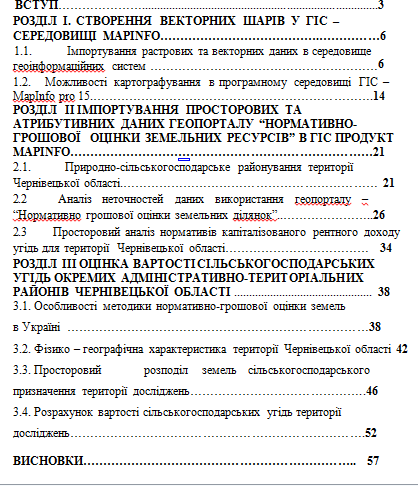 ВСТУП……………………………………………………………………...3
РОЗДІЛ І. СТВОРЕННЯ ВЕКТОРНИХ ШАРІВ У ГІС –
СЕРЕДОВИЩІ MAPINFO……………………………………………6
1.1. Імпортування растрових та векторних даних в середовище
геоінформаційних систем ……………………………………………6
1.2. Можливості картографування в програмному середовищі ГІС –
MapInfo pro 15……………………………………………………14
РОЗДІЛ ІІ ІМПОРТУВАННЯ ПРОСТОРОВИХ ТА
АТРИБУТИВНИХ ДАНИХ ГЕОПОРТАЛУ “НОРМАТИВНО-
ГРОШОВОЇ ОЦІНКИ ЗЕМЕЛЬНИХ РЕСУРСІВ” В ГІС ПРОДУКТ
MAPINFO……………………………………………………………21
2.1. Природно-сільськогосподарське районування території
Чернівецької області…………………………………………………… 21
2.2 Аналіз неточностей даних використання геопорталу –
“Нормативно грошової оцінки земельних ділянок”…………………26
2.3 Просторовий аналіз нормативів капіталізованого рентного доходу
угідь для території Чернівецької області……………………………… 34
РОЗДІЛ ІІІ ОЦІНКА ВАРТОСТІ СІЛЬСЬКОГОСПОДАРСЬКИХ
УГІДЬ ОКРЕМИХ АДМІНІСТРАТИВНО-ТЕРИТОРІАЛЬНИХ
РАЙОНІВ ЧЕРНІВЕЦЬКОЇ ОБЛАСТІ ............................................ 38
3.1. Особливості методики нормативно-грошової оцінки земель
в Україні ………………………………………………………………38
3.2. Фізико – географічна характеристика території Чернівецької області 42
3.3. Просторовий розподіл земель сільськогосподарського
призначення території досліджень……………………………………46
3.4. Розрахунок вартості сільськогосподарських угідь території
досліджень………………………………………………………………52
ВИСНОВКИ…………………………………………………….. 57